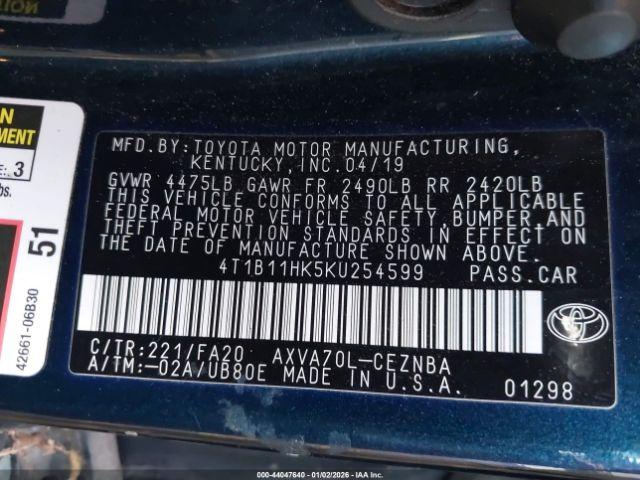 MFD.BY:TOYOTA MOTOR MANUFACTURING,
KENTUCKY,INC.04/19
GVWR 4475LB GAWR FR 2490LB RR 2420LB
THIS VEHICLE CONFORMS TO ALL APPLICABLE
FEDERAL MOTOR VEHICLE SAFETY,BUMPER AND
THEFT PREVENTION STANDARDS IN EFFECT ON
THE DATE OF MANUFACTURE SHOWN ABOVE.
4T1B11HK5KU254599 PASS.CAR
C/TR:221/FA20 AXVA70L-CEZNBA
A/TM:-02A/UB80E MADE IN U.S.A.
01298
3
lbs.
51
42661-06B30
000-44047640 | 01/02/2026 - IAA Inc.